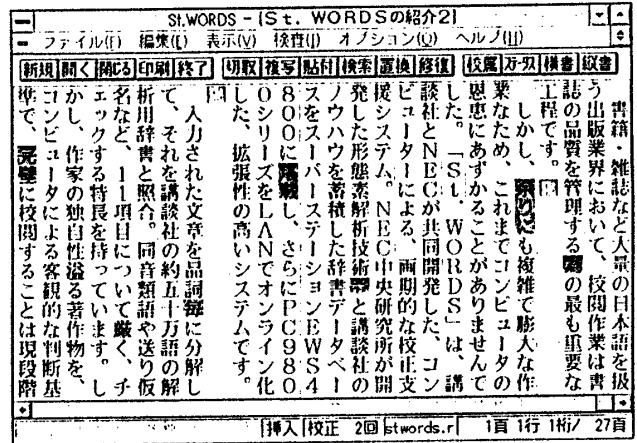 St.WORDS - [St. WORDSの紹介2]
ファイル(F) 編集(E) 表示(V) 検査(J) オプション(O) ヘルプ(H)
新規 開く 閉じる 印刷 終了 切取 複写 貼付 検索 置換 修復 校魔 横書 縦書
書籍・雑誌など大量の日本語を扱
う出版業界において、校閲作業は書
誌の品質を管理するの最も重要な
工程です。
しかし、余りにも複雑で膨大な作
業なため、これまでコンピュータの
恩恵にあずかることがありませんで
した。「St．WORDS」は、講
談社とNECが共同開発した、コン
ピューターによる、画期的な校正支
援システム。NEC中央研究所が開
発した形態素解析技術と講談社の
ノウハウを蓄積した辞書データベー
スをスーパーステーションEWS4
800にし、さらにPC980
0シリーズをLANでオンライン化
した、拡張性の高いシステムです。
入力された文章を品詞毎に分解し
て、それを講談社の約五十万語の解
析用辞書と照合。同音類語や送り仮
名など、11項目について厳く、チ
ェックする特長を持っています。し
かし、作家の独自性溢る著作物を、
コンピュータによる客観的な判断基
準で、完璧に校閲することは現段階
挿入 校正 2回 stwords.r 1頁 1行 1桁/ 27頁